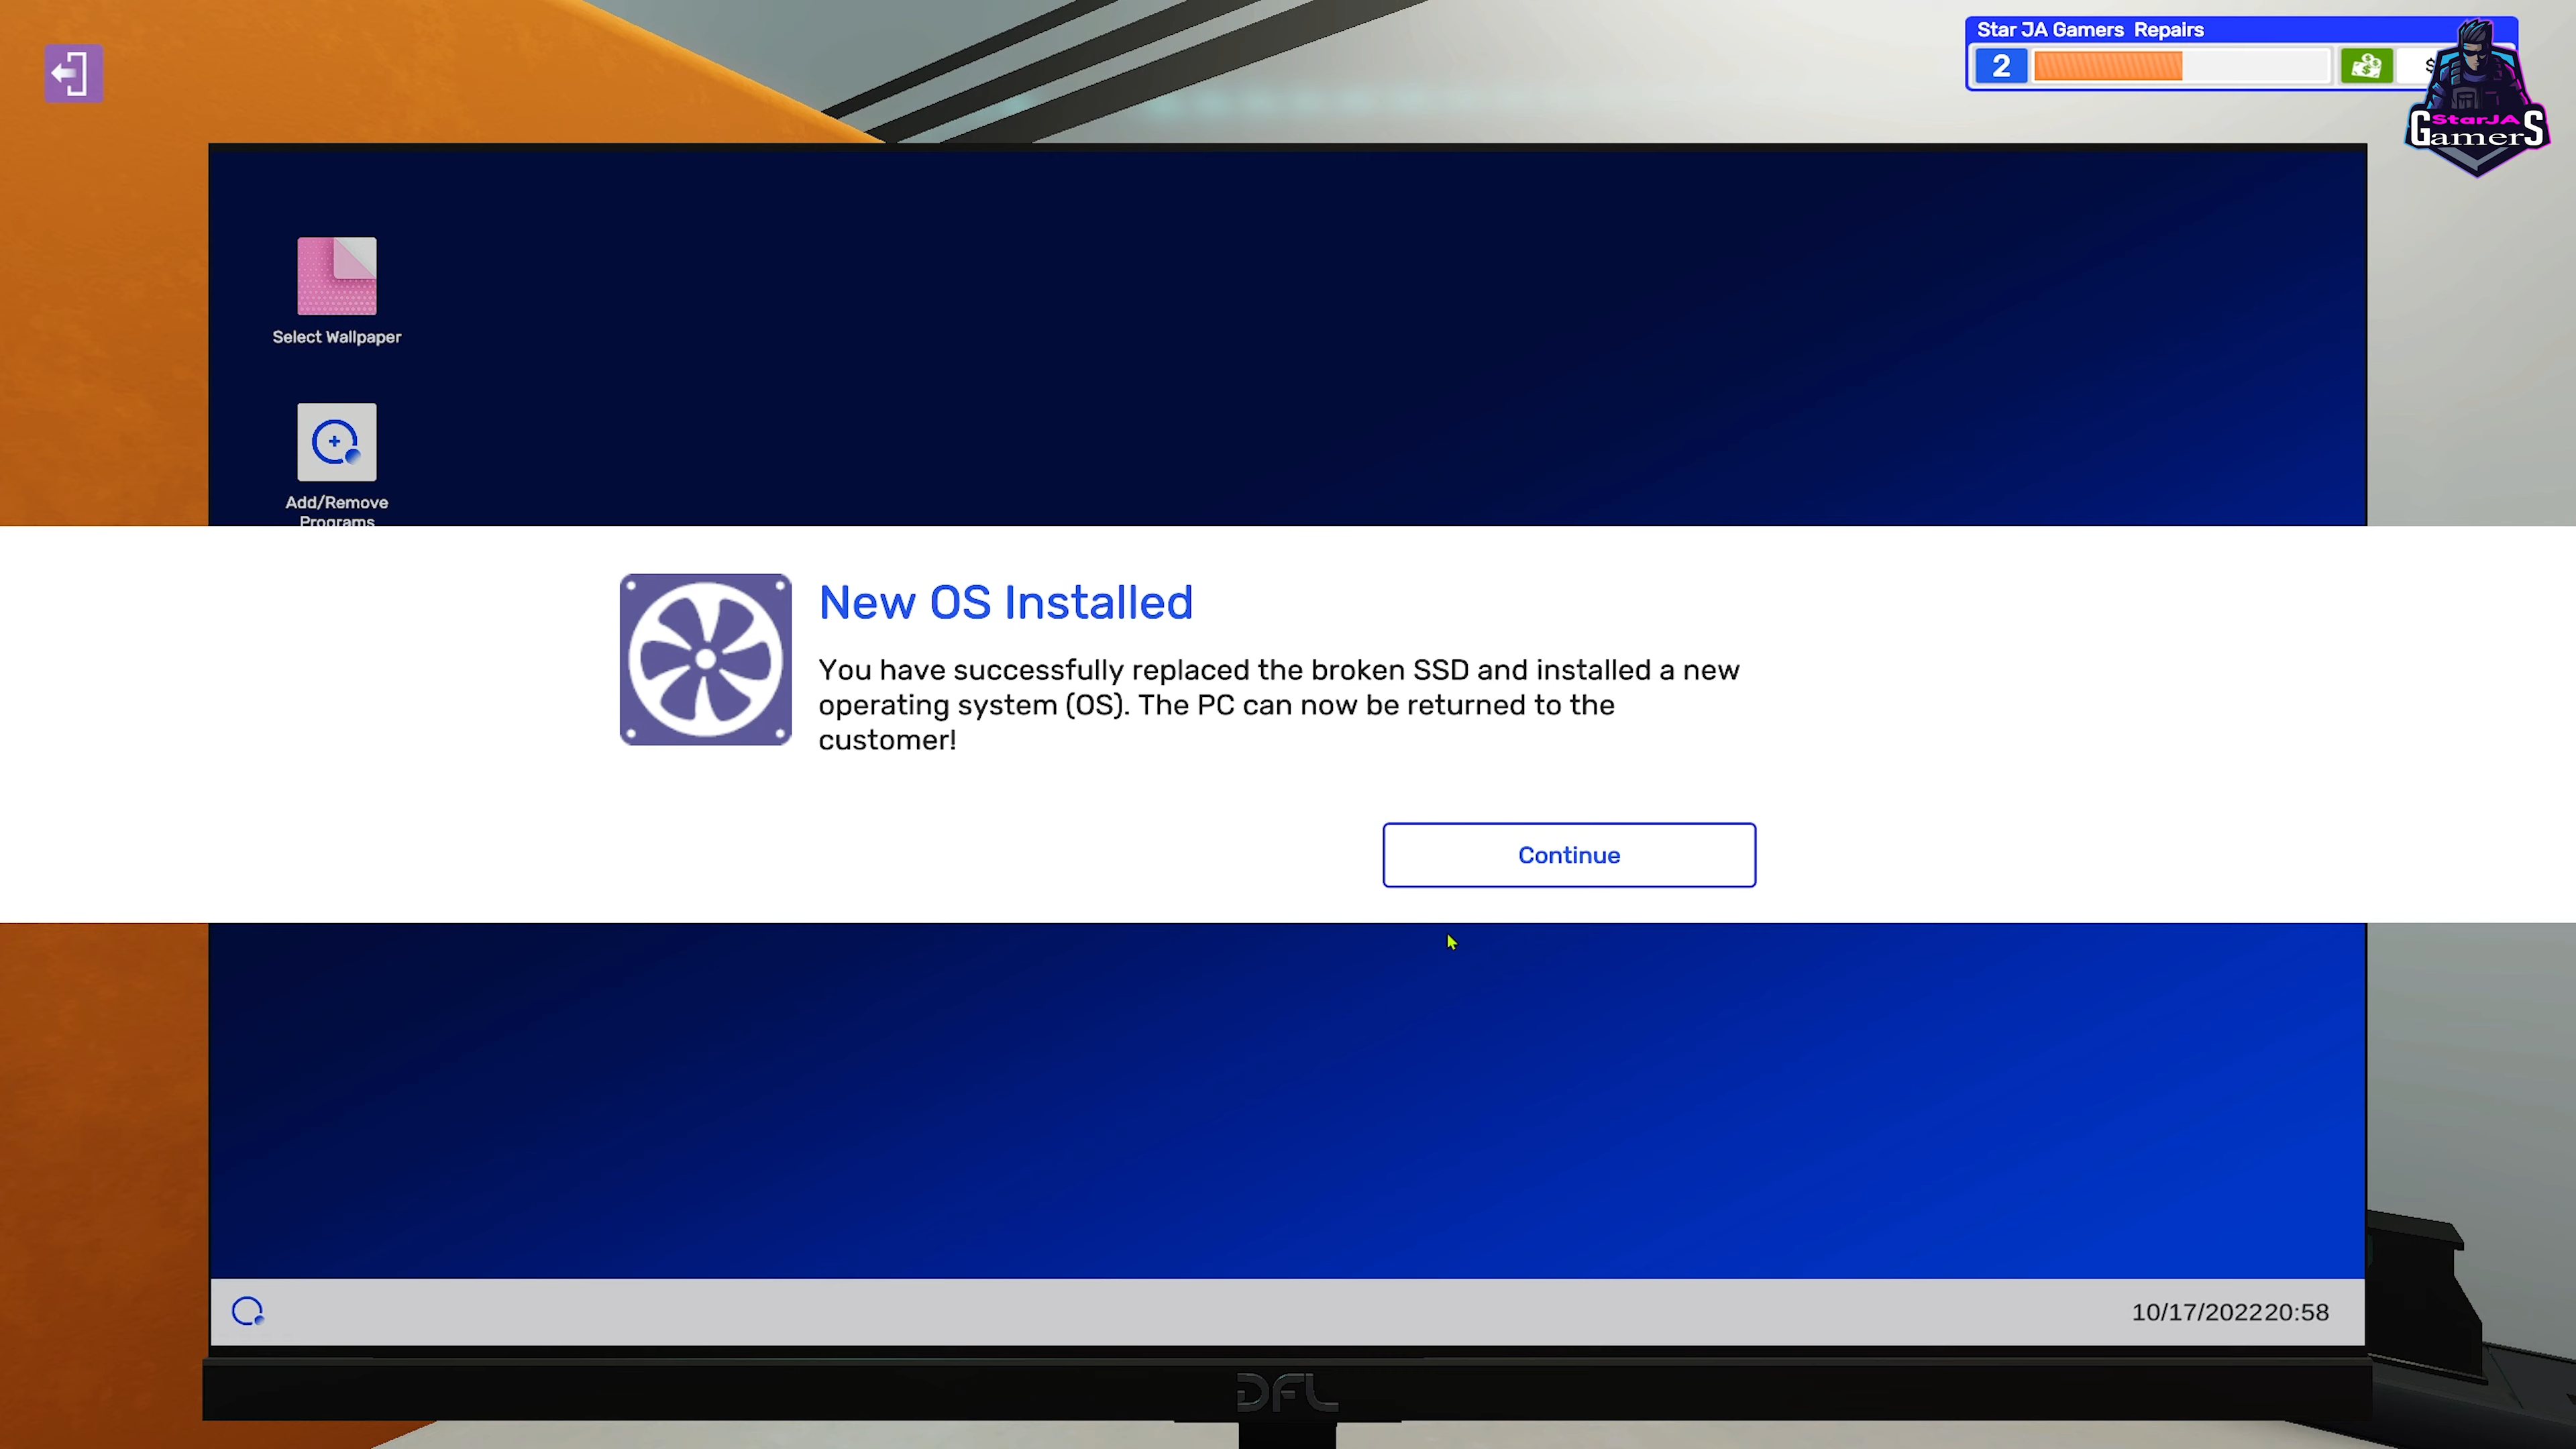 Star JA Gamers Repairs
2
$
StarJA
GamerS
Select Wallpaper
Add/Remove
Programs
New OS Installed
You have successfully replaced the broken SSD and installed a new
operating system (OS). The PC can now be returned to the
customer!
Continue
10/17/202220:58
DFL